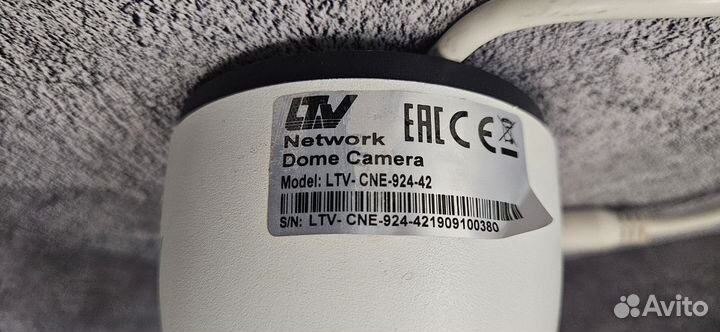 LTV
EAC CE
Network
Dome Camera
Model: LTV- CNE-924-42
S/N: LTV- CNE-924-421909100380
Avito